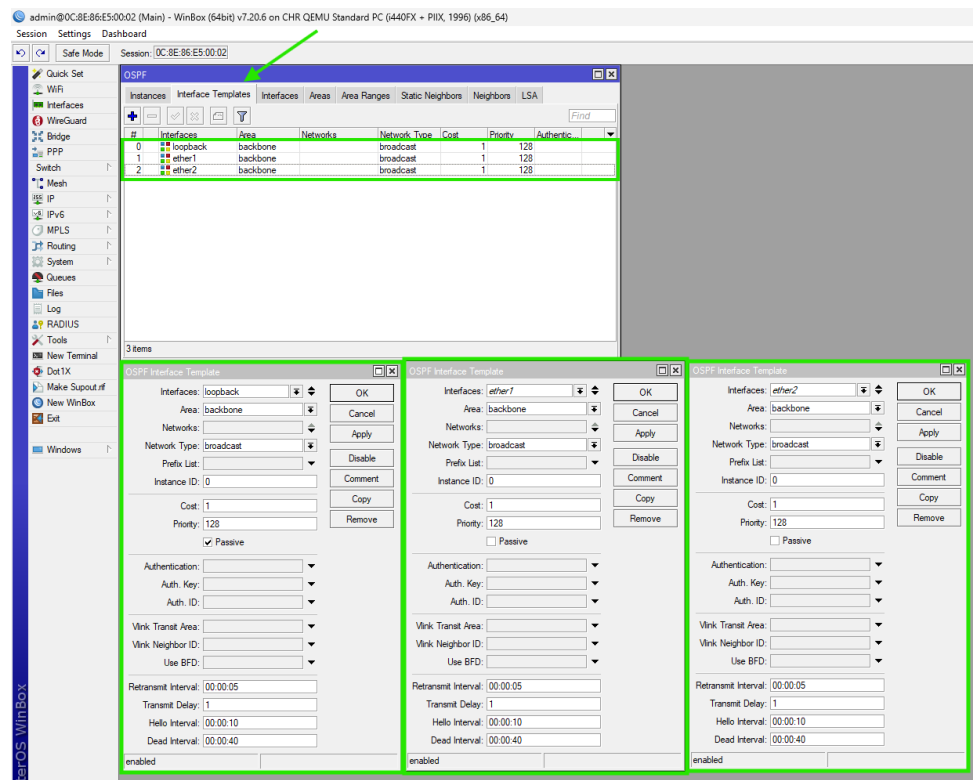 admin@0C:8E:86:E5:00:02 (Main) - WinBox (64bit) v7.20.6 on CHR QEMU Standard PC (i440FX + PIIX, 1996) (x86_64)
Session Settings Dashboard
Safe Mode Session: 0C:8E:86:E5:00:02
Quick Set
WiFi
Interfaces
WireGuard
Bridge
PPP
Switch
Mesh
IP
IPv6
MPLS
Routing
System
Queues
Files
Log
RADIUS
Tools
New Terminal
Dot1X
Make Supout.rif
New WinBox
Exit
Windows
OSPF
Instances Interface Templates Interfaces Areas Area Ranges Static Neighbors Neighbors LSA
Find
# Interfaces Area Networks Network Type Cost Priority Authentic...
0 loopback backbone broadcast 1 128
1 ether1 backbone broadcast 1 128
2 ether2 backbone broadcast 1 128
3 items
OSPF Interface Template
Interfaces: loopback OK
Area: backbone Cancel
Networks: Apply
Network Type: broadcast
Prefix List: Disable
Instance ID: 0 Comment
Cost: 1 Copy
Priority: 128 Remove
Passive
Authentication:
Auth. Key:
Auth. ID:
Vlink Transit Area:
Vlink Neighbor ID:
Use BFD:
Retransmit Interval: 00:00:05
Transmit Delay: 1
Hello Interval: 00:00:10
Dead Interval: 00:00:40
enabled
OSPF Interface Template
Interfaces: ether1 OK
Area: backbone Cancel
Networks: Apply
Network Type: broadcast
Prefix List: Disable
Instance ID: 0 Comment
Cost: 1 Copy
Priority: 128 Remove
Passive
Authentication:
Auth. Key:
Auth. ID:
Vlink Transit Area:
Vlink Neighbor ID:
Use BFD:
Retransmit Interval: 00:00:05
Transmit Delay: 1
Hello Interval: 00:00:10
Dead Interval: 00:00:40
enabled
OSPF Interface Template
Interfaces: ether2 OK
Area: backbone Cancel
Networks: Apply
Network Type: broadcast
Prefix List: Disable
Instance ID: 0 Comment
Cost: 1 Copy
Priority: 128 Remove
Passive
Authentication:
Auth. Key:
Auth. ID:
Vlink Transit Area:
Vlink Neighbor ID:
Use BFD:
Retransmit Interval: 00:00:05
Transmit Delay: 1
Hello Interval: 00:00:10
Dead Interval: 00:00:40
enabled
terOS WinBox